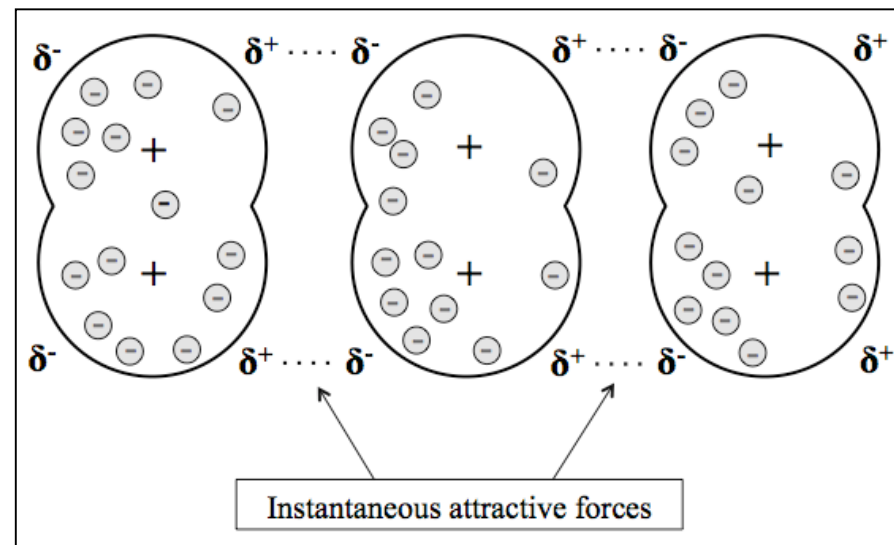 δ⁻ δ⁺ · · · · δ⁻ δ⁺ · · · · δ⁻ δ⁺
- - -
- - + - - + - - +
- - - - - -
-
- - + - - - + - - - + -
- - - - - - - -
- - - - - -
δ⁻ δ⁺ · · · · δ⁻ δ⁺ · · · · δ⁻ δ⁺
Instantaneous attractive forces